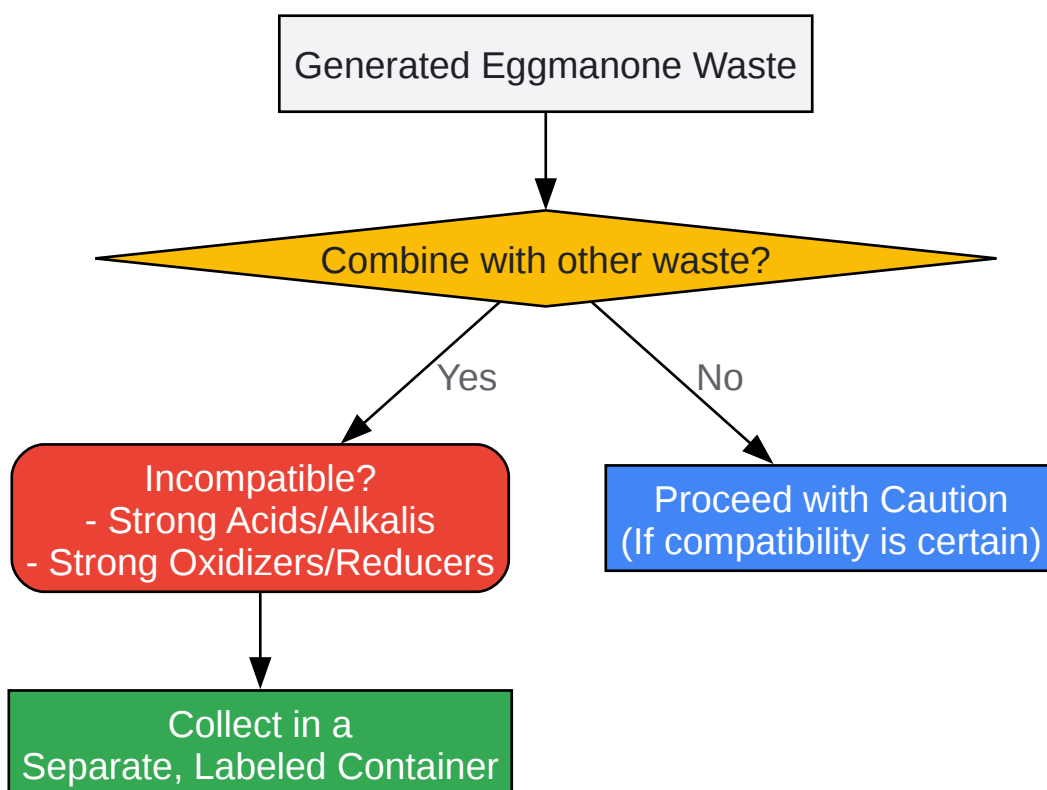 Generated Eggmanone Waste
Combine with other waste?
Yes
No
Incompatible?
- Strong Acids/Alkalis
- Strong Oxidizers/Reducers
Proceed with Caution
(If compatibility is certain)
Collect in a
Separate, Labeled Container